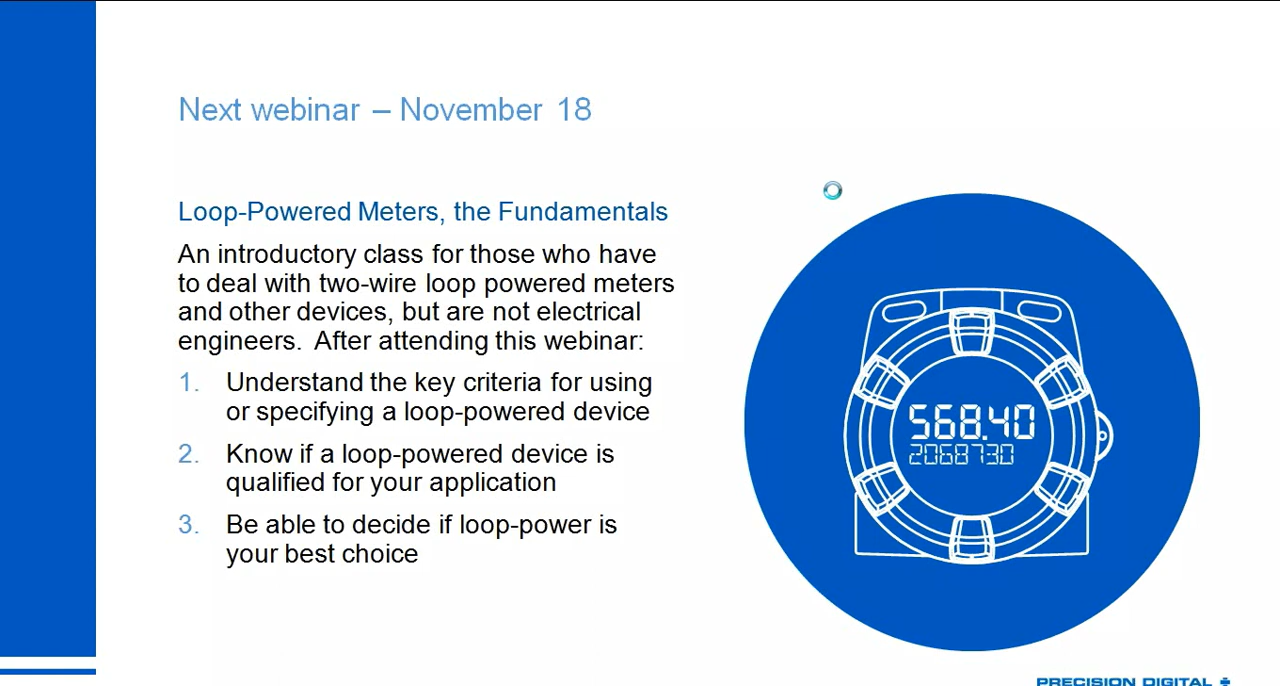 Next webinar – November 18
Loop-Powered Meters, the Fundamentals
An introductory class for those who have
to deal with two-wire loop powered meters
and other devices, but are not electrical
engineers. After attending this webinar:
1. Understand the key criteria for using
or specifying a loop-powered device
2. Know if a loop-powered device is
qualified for your application
3. Be able to decide if loop-power is
your best choice
568.40
2068730
PRECISION DIGITAL